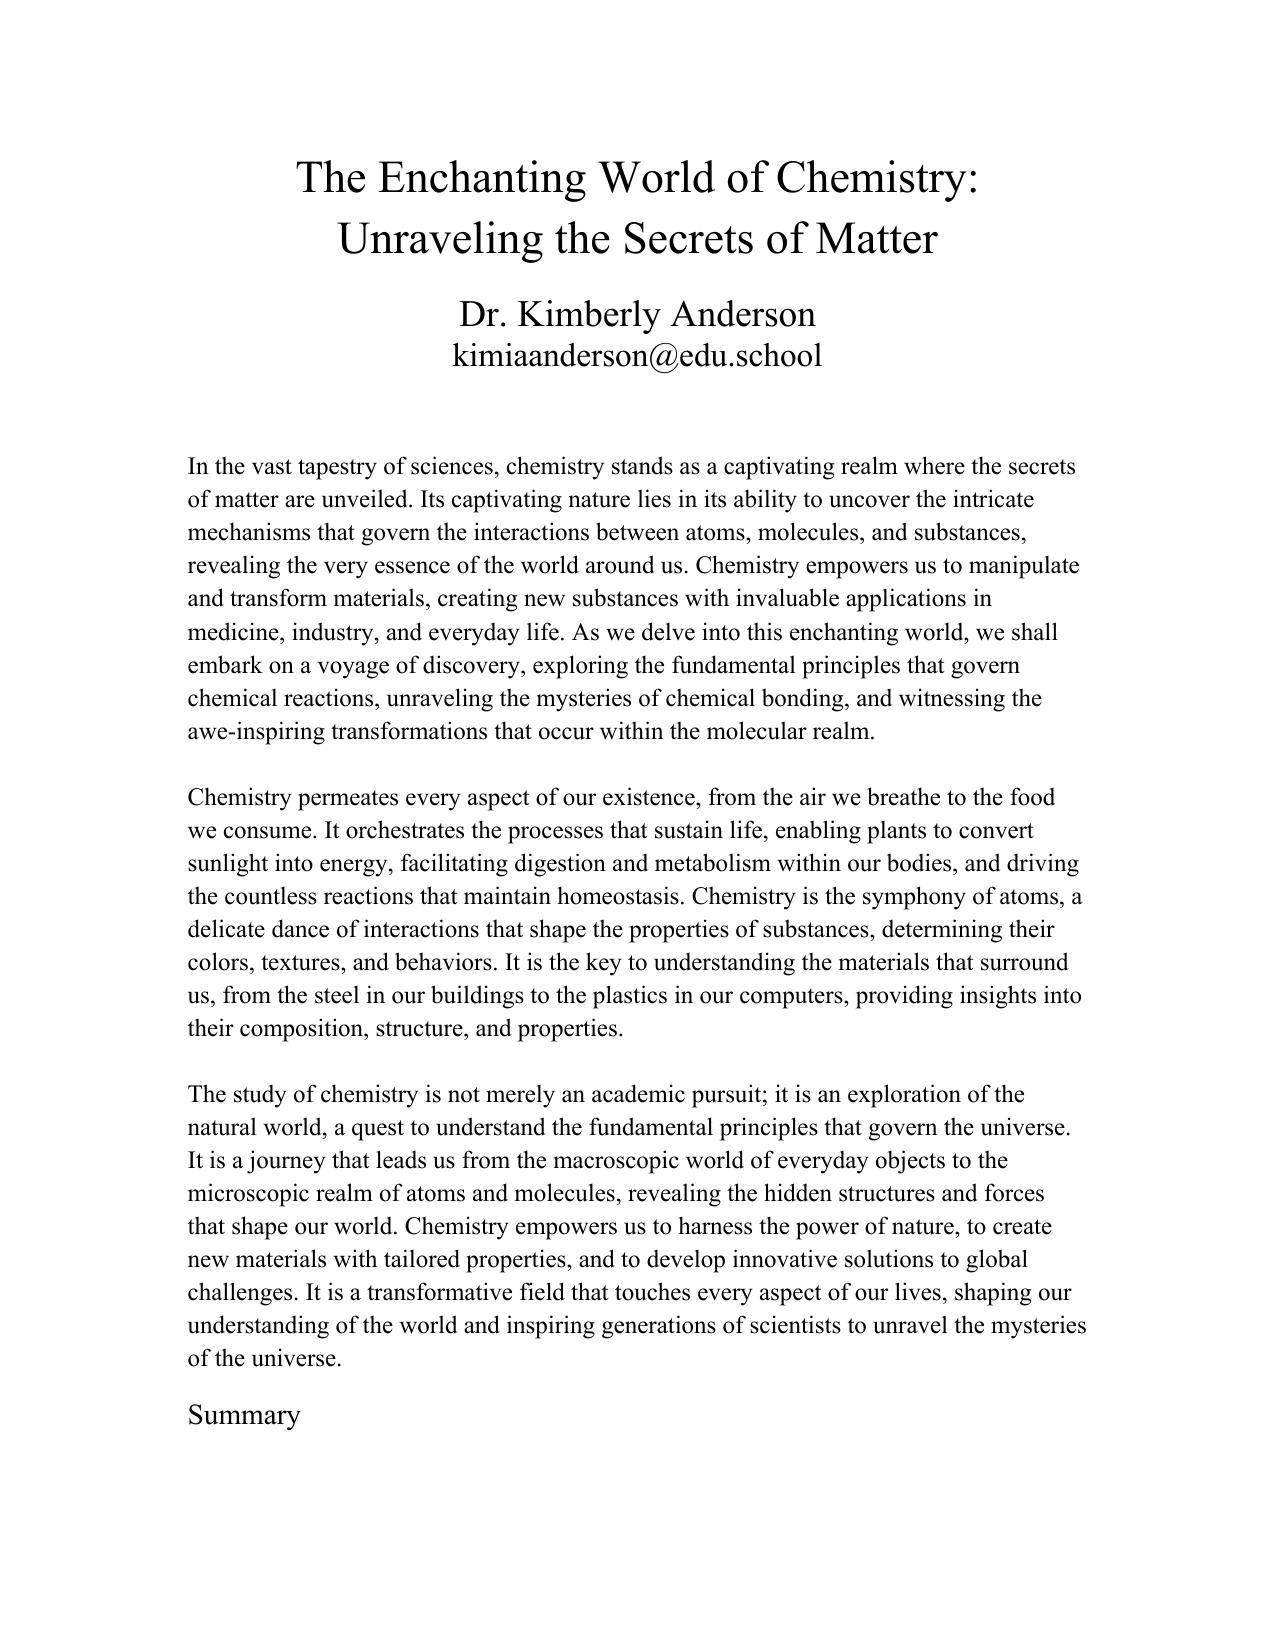 The Enchanting World of Chemistry:
Unraveling the Secrets of Matter
Dr. Kimberly Anderson
kimiaanderson@edu.school
In the vast tapestry of sciences, chemistry stands as a captivating realm where the secrets
of matter are unveiled. Its captivating nature lies in its ability to uncover the intricate
mechanisms that govern the interactions between atoms, molecules, and substances,
revealing the very essence of the world around us. Chemistry empowers us to manipulate
and transform materials, creating new substances with invaluable applications in
medicine, industry, and everyday life. As we delve into this enchanting world, we shall
embark on a voyage of discovery, exploring the fundamental principles that govern
chemical reactions, unraveling the mysteries of chemical bonding, and witnessing the
awe-inspiring transformations that occur within the molecular realm.
Chemistry permeates every aspect of our existence, from the air we breathe to the food
we consume. It orchestrates the processes that sustain life, enabling plants to convert
sunlight into energy, facilitating digestion and metabolism within our bodies, and driving
the countless reactions that maintain homeostasis. Chemistry is the symphony of atoms, a
delicate dance of interactions that shape the properties of substances, determining their
colors, textures, and behaviors. It is the key to understanding the materials that surround
us, from the steel in our buildings to the plastics in our computers, providing insights into
their composition, structure, and properties.
The study of chemistry is not merely an academic pursuit; it is an exploration of the
natural world, a quest to understand the fundamental principles that govern the universe.
It is a journey that leads us from the macroscopic world of everyday objects to the
microscopic realm of atoms and molecules, revealing the hidden structures and forces
that shape our world. Chemistry empowers us to harness the power of nature, to create
new materials with tailored properties, and to develop innovative solutions to global
challenges. It is a transformative field that touches every aspect of our lives, shaping our
understanding of the world and inspiring generations of scientists to unravel the mysteries
of the universe.
Summary